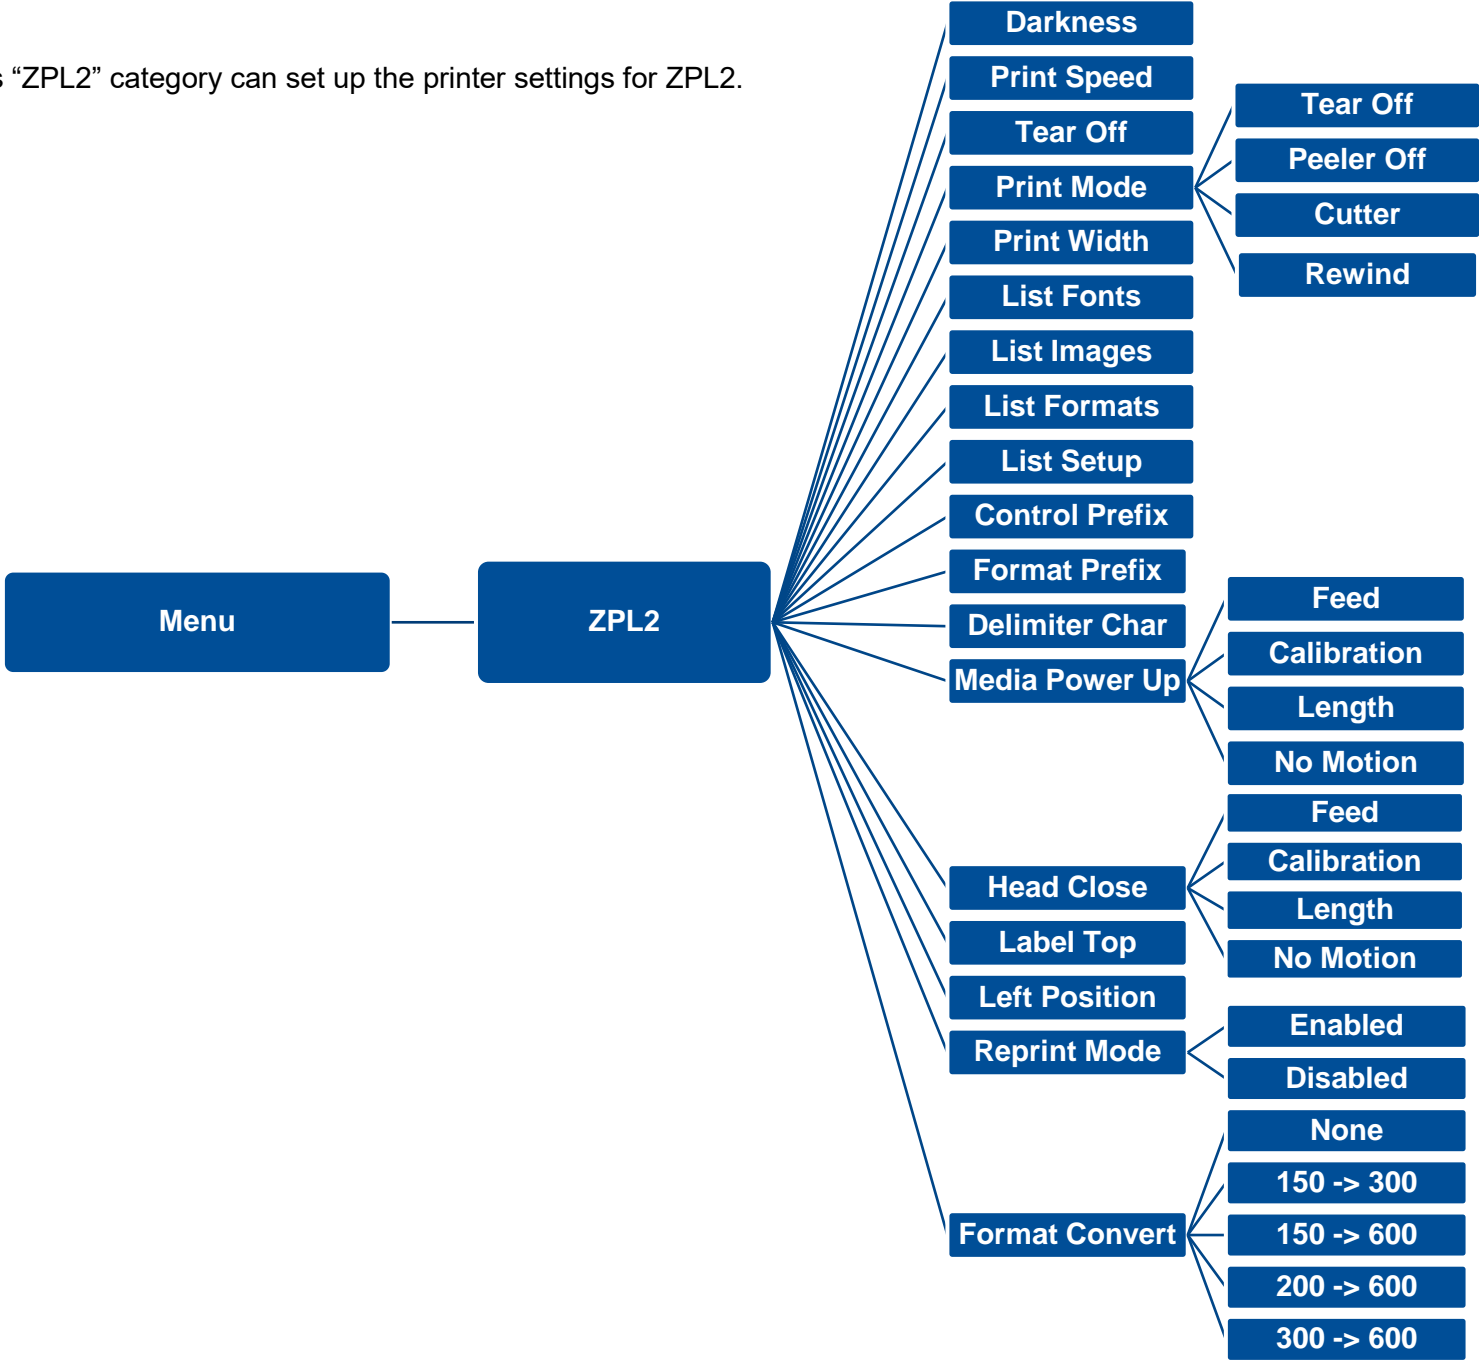 “ZPL2” category can set up the printer settings for ZPL2.
Menu
ZPL2
Darkness
Print Speed
Tear Off
Print Mode
Tear Off
Peeler Off
Cutter
Rewind
Print Width
List Fonts
List Images
List Formats
List Setup
Control Prefix
Format Prefix
Delimiter Char
Media Power Up
Feed
Calibration
Length
No Motion
Head Close
Feed
Calibration
Length
No Motion
Label Top
Left Position
Reprint Mode
Enabled
Disabled
Format Convert
None
150 -> 300
150 -> 600
200 -> 600
300 -> 600